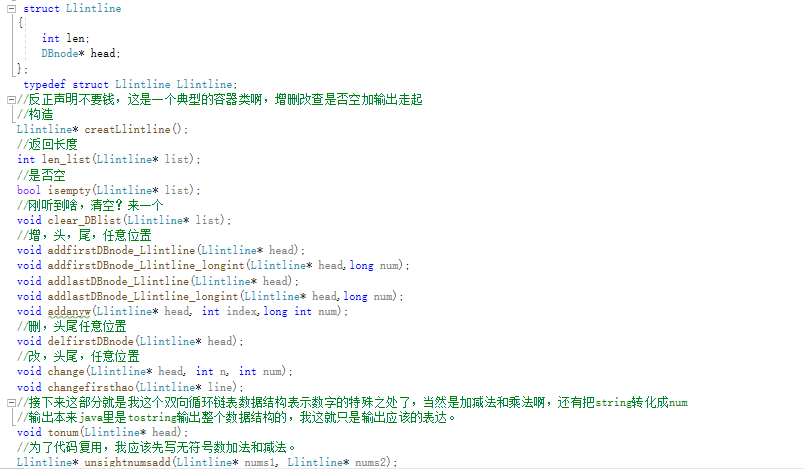 struct Llintline
{
int len;
DBnode* head;
};
typedef struct Llintline Llintline;
//反正声明不要钱，这是一个典型的容器类啊，增删改查是否空加输出走起
//构造
Llintline* creatLlintline();
//返回长度
int len_list(Llintline* list);
//是否空
bool isempty(Llintline* list);
//刚听到啥，清空？来一个
void clear_DBlist(Llintline* list);
//增，头，尾，任意位置
void addfirstDBnode_Llintline(Llintline* head);
void addfirstDBnode_Llintline_longint(Llintline* head,long num);
void addlastDBnode_Llintline(Llintline* head);
void addlastDBnode_Llintline_longint(Llintline* head,long num);
void addanyw(Llintline* head, int index,long int num);
//删，头尾任意位置
void delfirstDBnode(Llintline* head);
//改，头尾，任意位置
void change(Llintline* head, int n, int num);
void changefirsthao(Llintline* line);
//接下来这部分就是我这个双向循环链表数据结构表示数字的特殊之处了，当然是加减法和乘法啊，还有把string转化成num
//输出本来java里是tostring输出整个数据结构的，我这就只是输出应该的表达。
void tonum(Llintline* head);
//为了代码复用，我应该先写无符号数加法和减法。
Llintline* unsightnumsadd(Llintline* nums1, Llintline* nums2);